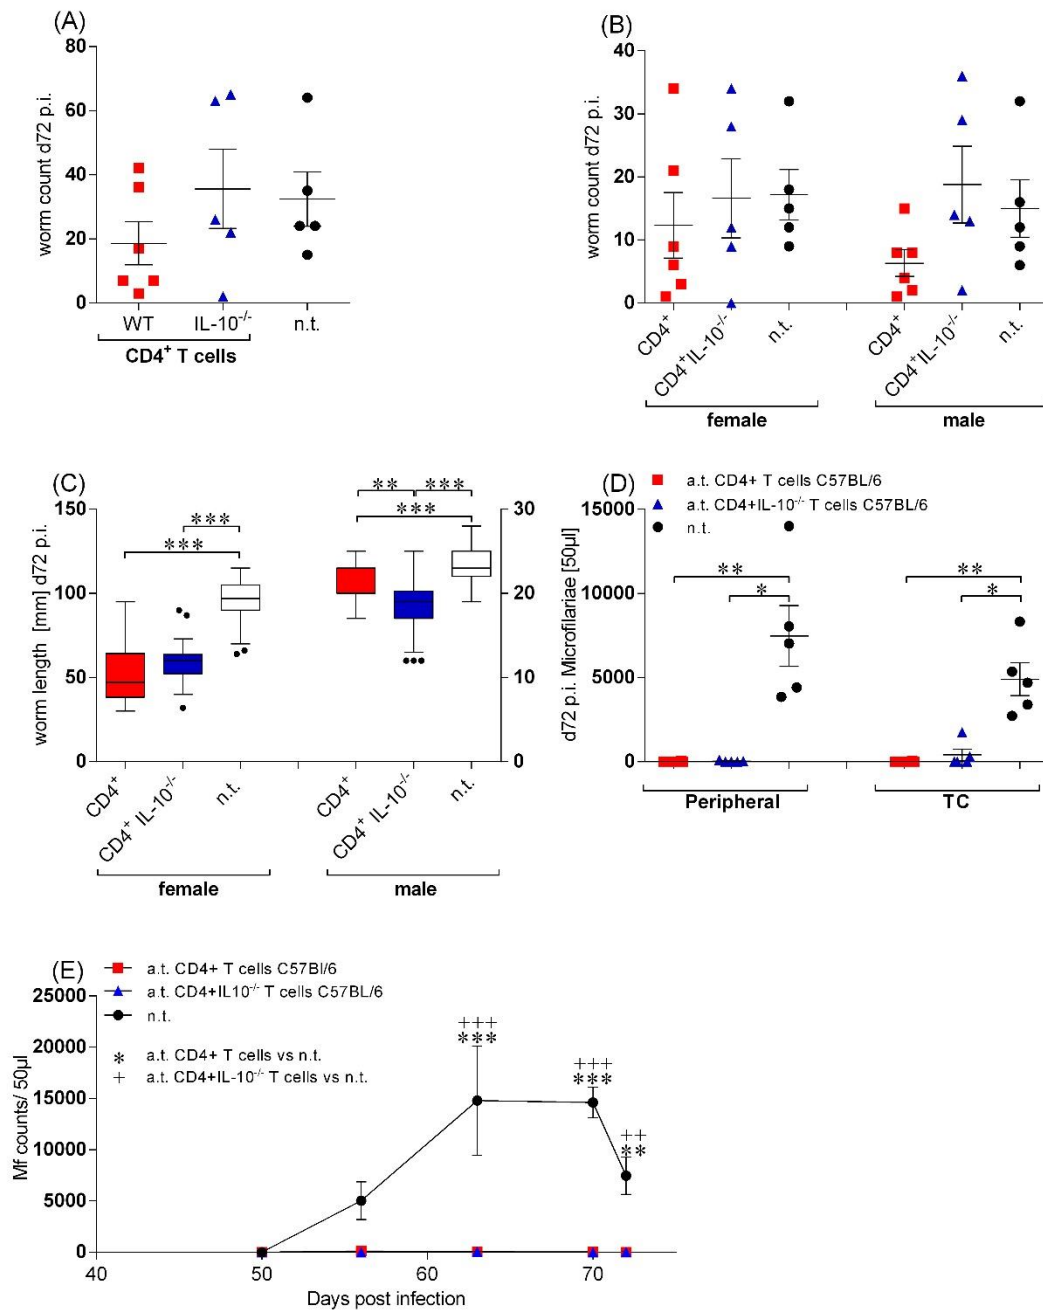 (A)
worm count d72 p.i.
80
60
40
20
0
WT
IL-10-/-
n.t.
CD4+ T cells
(B)
worm count d72 p.i.
40
30
20
10
0
CD4+
CD4+IL-10-/-
n.t.
CD4+
CD4+IL-10-/-
n.t.
female
male
(C)
worm length [mm] d72 p.i.
150
100
50
0
***
***
**
***
***
30
20
10
0
CD4+
CD4+ IL-10-/-
n.t.
CD4+
CD4+ IL-10-/-
n.t.
female
male
(D)
a.t. CD4+ T cells C57BL/6
a.t. CD4+IL-10-/- T cells C57BL/6
n.t.
d72 p.i. Microfilariae [50µl]
15000
10000
5000
0
**
*
**
*
Peripheral
TC
(E)
a.t. CD4+ T cells C57Bl/6
a.t. CD4+IL10-/- T cells C57BL/6
n.t.
* a.t. CD4+ T cells vs n.t.
+ a.t. CD4+IL-10-/- T cells vs n.t.
Mf counts/ 50µl
25000
20000
15000
10000
5000
0
+++
***
+++
***
++
**
40
50
60
70
Days post infection